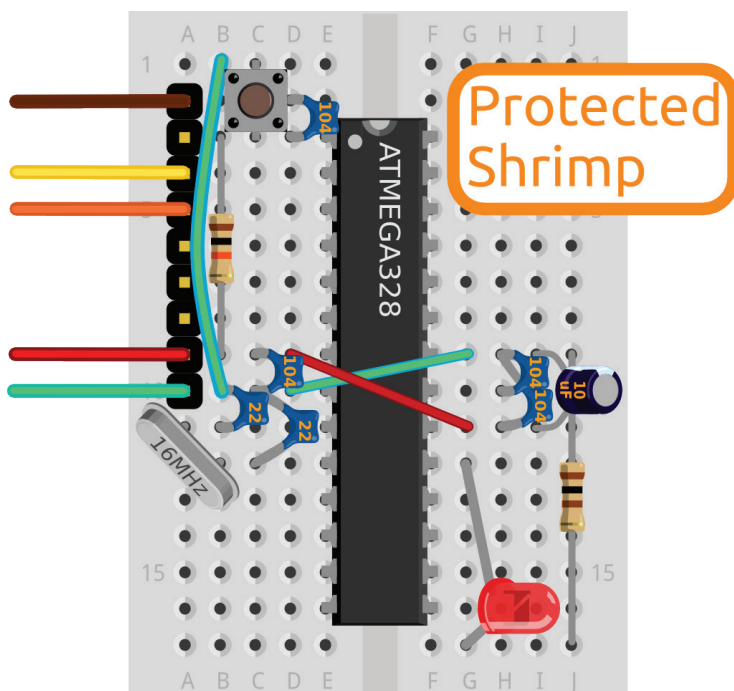 A B C D E F G H I J
1
104
Protected
Shrimp
ATMEGA328
104
22
22
16MHz
104
104
10
uF
15 15
A B C D E F G H I J